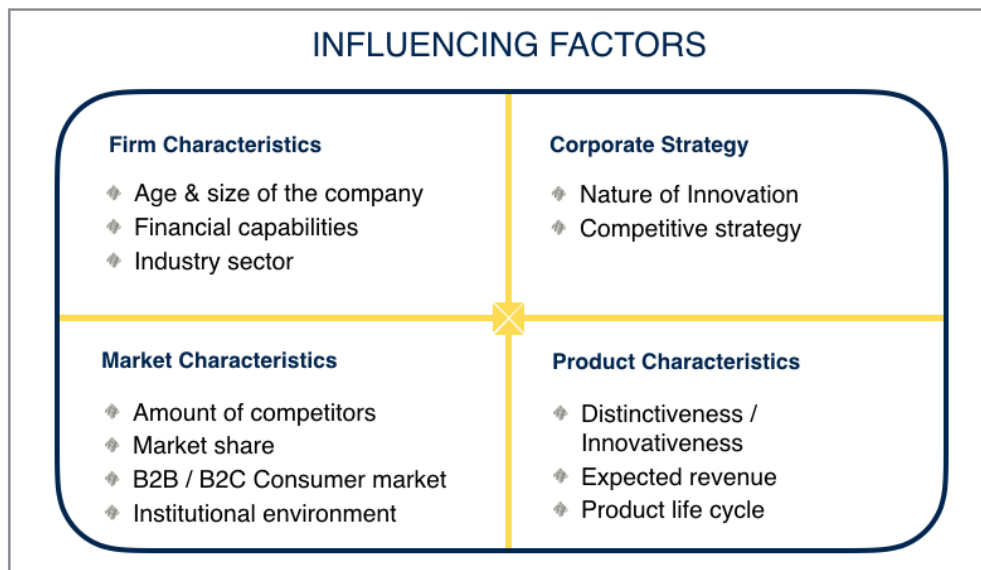 INFLUENCING FACTORS
Firm Characteristics
Age & size of the company
Financial capabilities
Industry sector
Corporate Strategy
Nature of Innovation
Competitive strategy
Market Characteristics
Amount of competitors
Market share
B2B / B2C Consumer market
Institutional environment
Product Characteristics
Distinctiveness /
Innovativeness
Expected revenue
Product life cycle